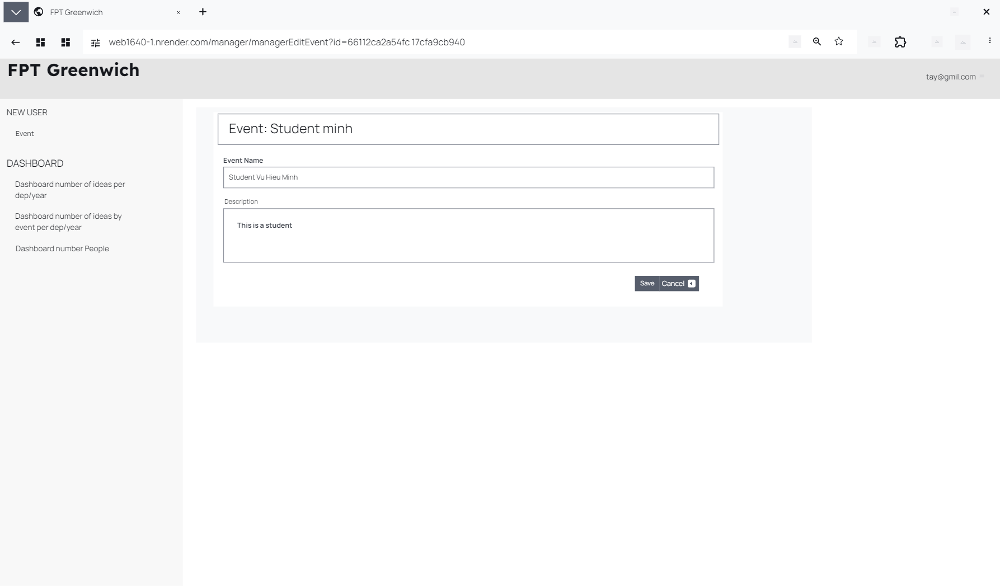 FPT Greenwich
web1640-1.nrender.com/manager/managerEditEvent?id=66112ca2a54fc 17cfa9cb940
FPT Greenwich
tay@gmil.com
NEW USER
Event
DASHBOARD
Dashboard number of ideas per
dep/year
Dashboard number of ideas by
event per dep/year
Dashboard number People
Event: Student minh
Event Name
Student Vu Hieu Minh
Description
This is a student
Save
Cancel